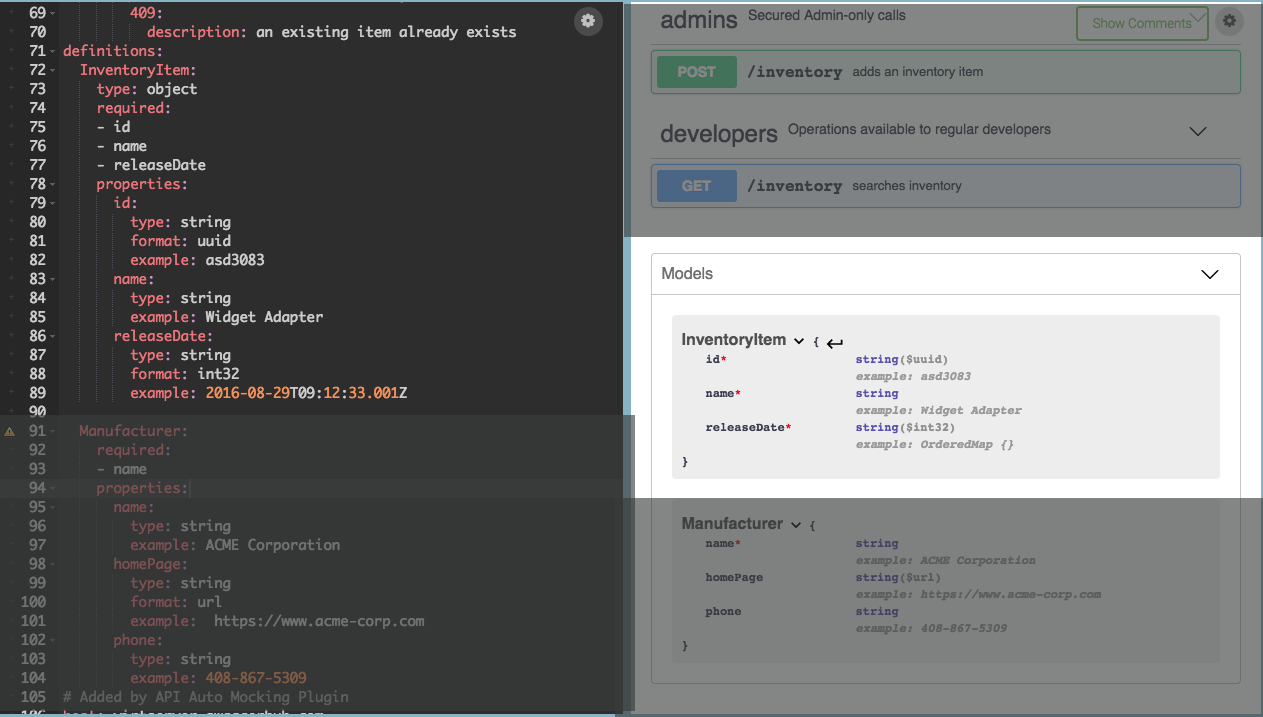 69 409:
70 description: an existing item already exists
71 definitions:
72 InventoryItem:
73 type: object
74 required:
75 - id
76 - name
77 - releaseDate
78 properties:
79 id:
80 type: string
81 format: uuid
82 example: asd3083
83 name:
84 type: string
85 example: Widget Adapter
86 releaseDate:
87 type: string
88 format: int32
89 example: 2016-08-29T09:12:33.001Z
90
91 Manufacturer:
92 required:
93 - name
94 properties:
95 name:
96 type: string
97 example: ACME Corporation
98 homePage:
99 type: string
100 format: url
101 example: https://www.acme-corp.com
102 phone:
103 type: string
104 example: 408-867-5309
105 # Added by API Auto Mocking Plugin
106 host:
admins Secured Admin-only calls
Show Comments
POST /inventory adds an inventory item
developers Operations available to regular developers
GET /inventory searches inventory
Models
InventoryItem {
id* string($uuid)
example: asd3083
name* string
example: Widget Adapter
releaseDate* string($int32)
example: OrderedMap {}
}
Manufacturer {
name* string
example: ACME Corporation
homePage string($url)
example: https://www.acme-corp.com
phone string
example: 408-867-5309
}